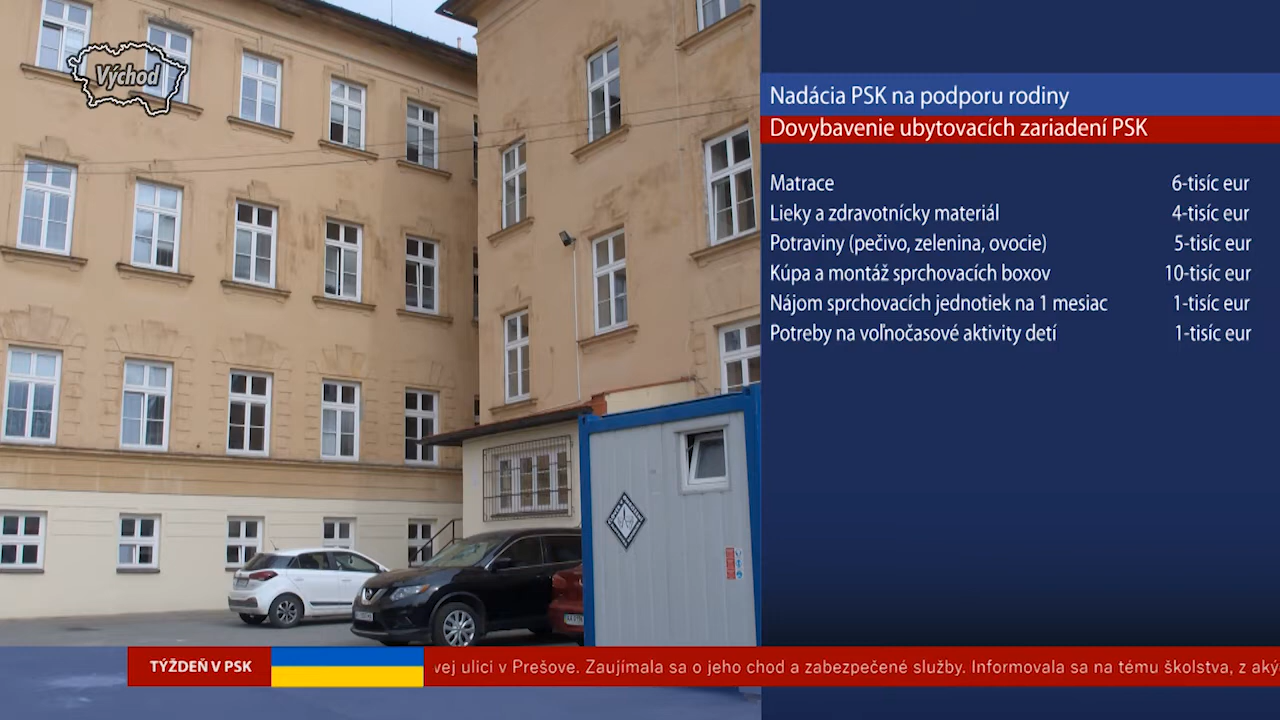 Východ
Nadácia PSK na podporu rodiny
Dovybavenie ubytovacích zariadení PSK
Matrace 6-tisíc eur
Lieky a zdravotnícky materiál 4-tisíc eur
Potraviny (pečivo, zelenina, ovocie) 5-tisíc eur
Kúpa a montáž sprchovacích boxov 10-tisíc eur
Nájom sprchovacích jednotiek na 1 mesiac 1-tisíc eur
Potreby na voľnočasové aktivity detí 1-tisíc eur
TÝŽDEŇ V PSK vej ulici v Prešove. Zaujímala sa o jeho chod a zabezpečené služby. Informovala sa na tému školstva, z aký